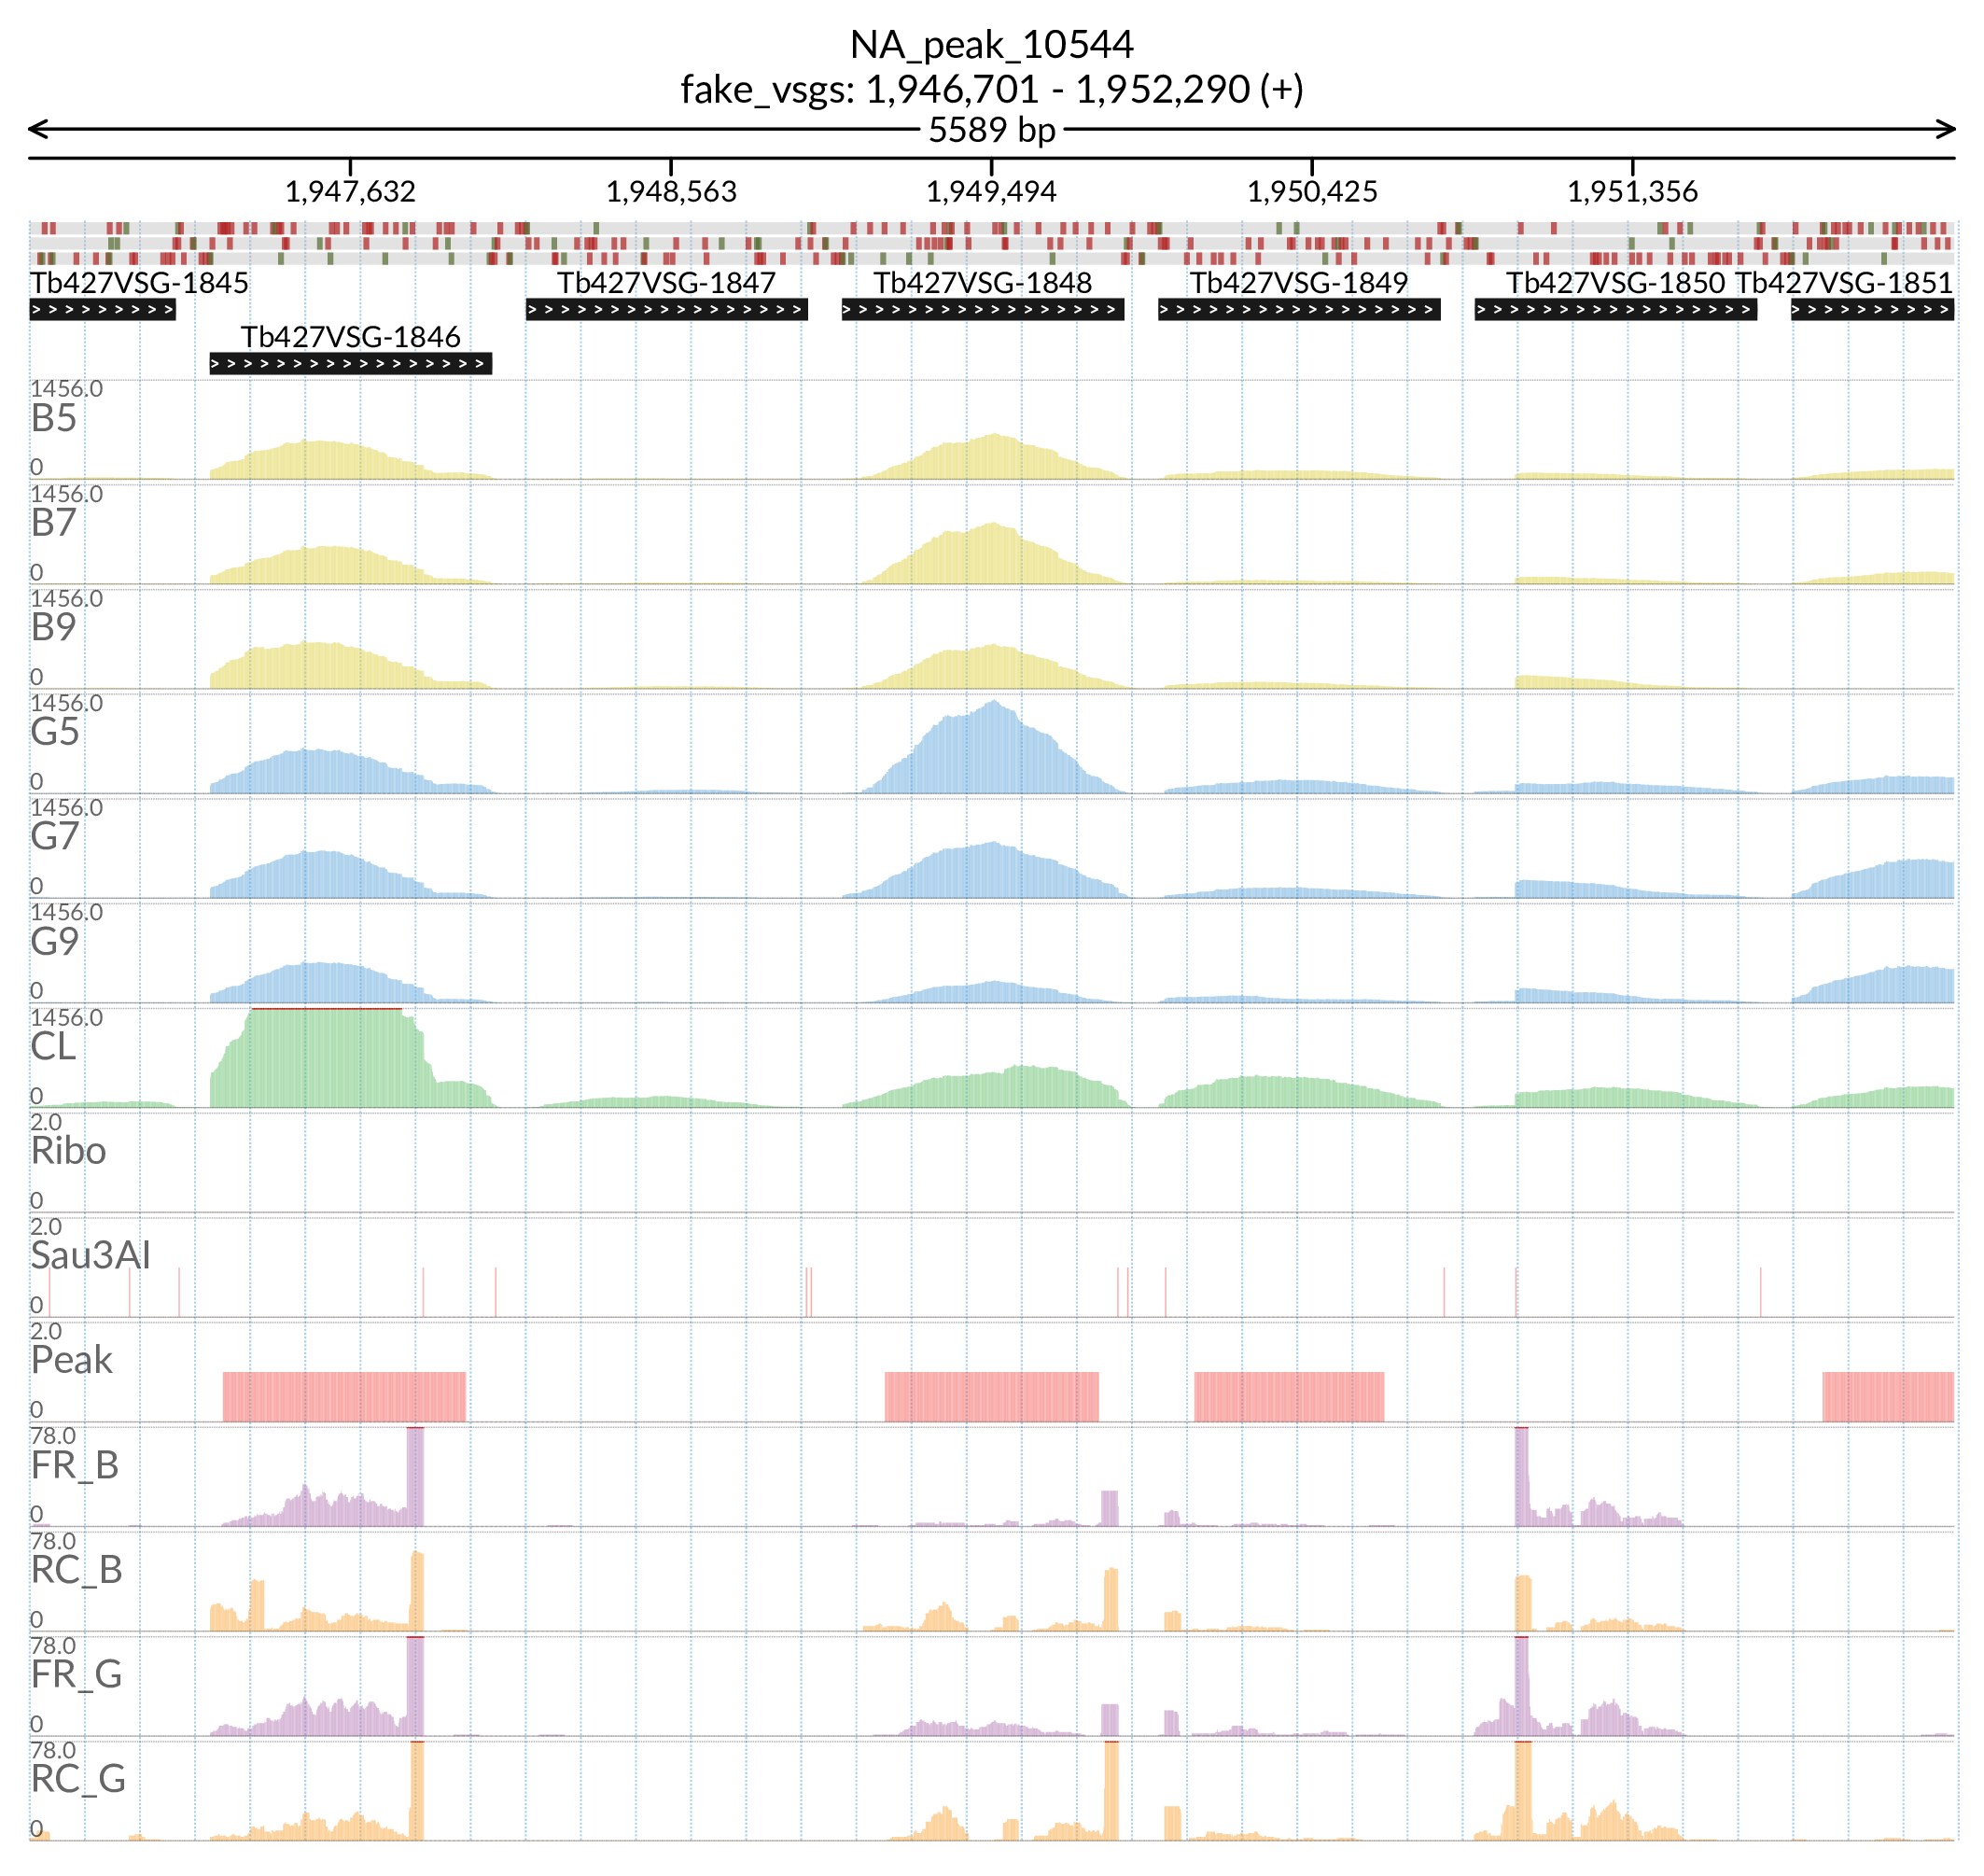 NA_peak_10544
fake_vsgs: 1,946,701 - 1,952,290 (+)
5589 bp
1,947,632 1,948,563 1,949,494 1,950,425 1,951,356
Tb427VSG-1845 Tb427VSG-1847 Tb427VSG-1848 Tb427VSG-1849 Tb427VSG-1850 Tb427VSG-1851
Tb427VSG-1846
1456.0
B5
0
1456.0
B7
0
1456.0
B9
0
1456.0
G5
0
1456.0
G7
0
1456.0
G9
0
1456.0
CL
0
2.0
Ribo
0
2.0
Sau3AI
0
2.0
Peak
0
78.0
FR_B
0
78.0
RC_B
0
78.0
FR_G
0
78.0
RC_G
0